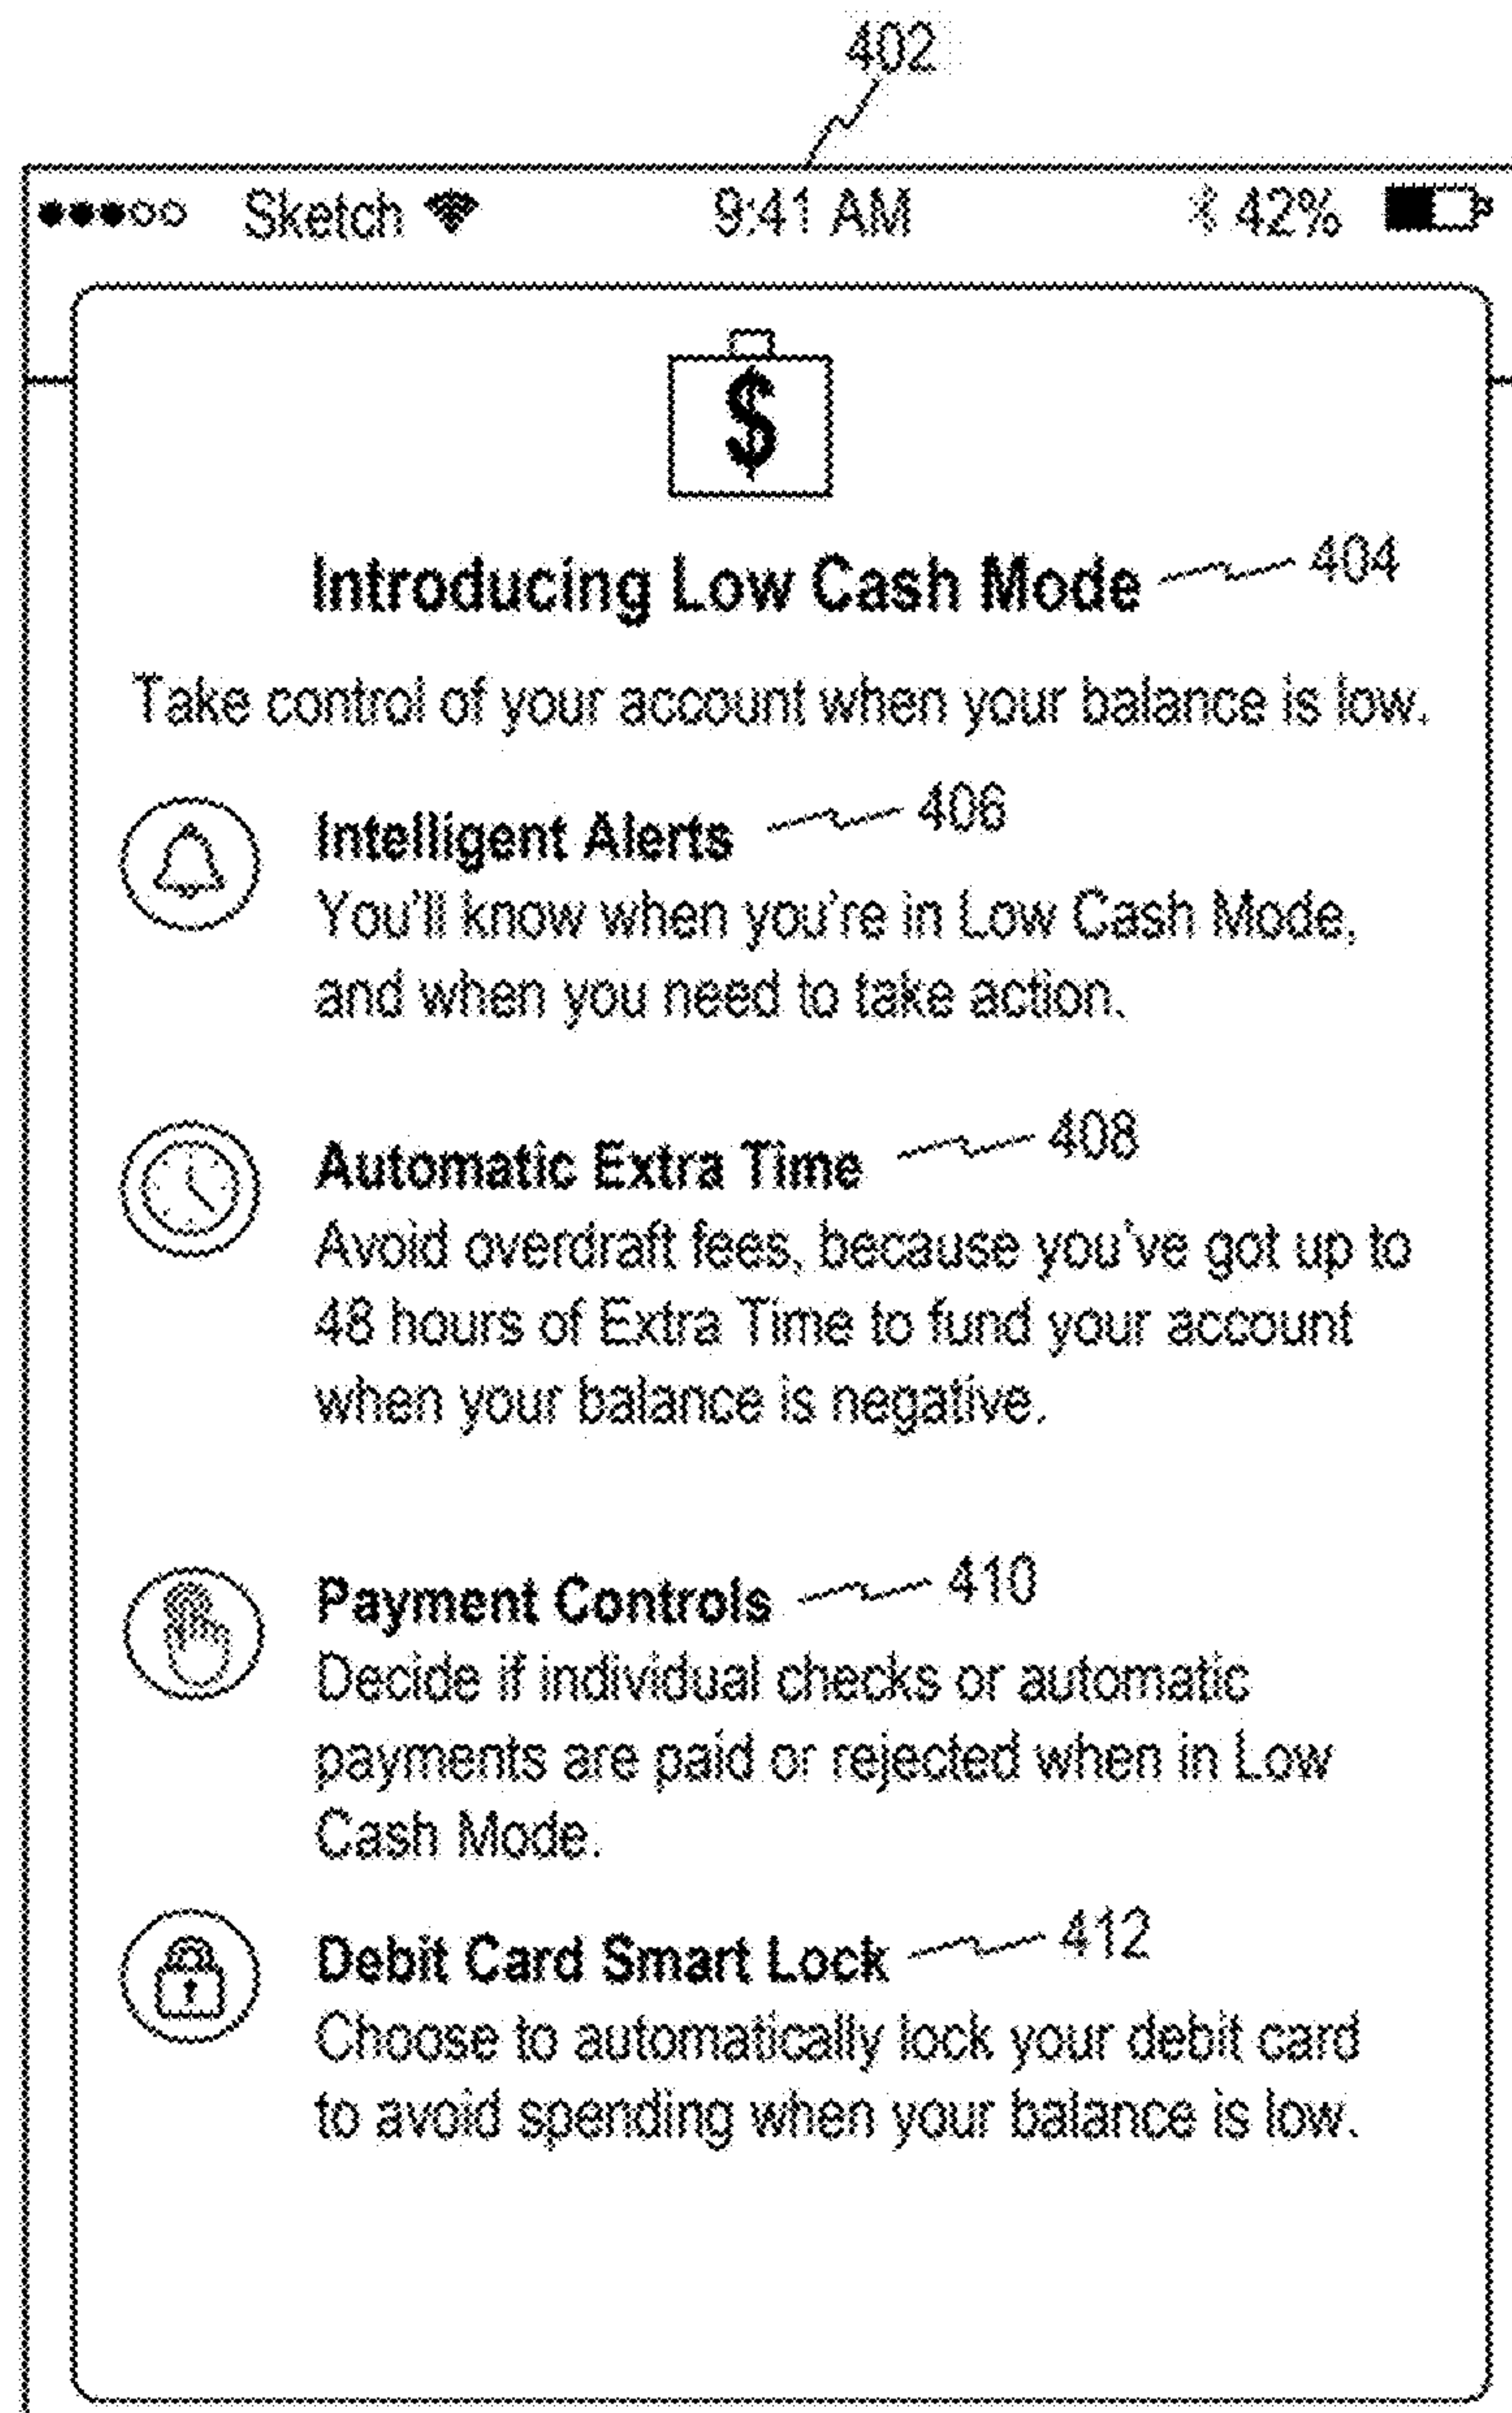 402
Sketch 9:41 AM 42%
$
Introducing Low Cash Mode 404
Take control of your account when your balance is low.
Intelligent Alerts 406
You'll know when you're in Low Cash Mode,
and when you need to take action.
Automatic Extra Time 408
Avoid overdraft fees, because you've got up to
48 hours of Extra Time to fund your account
when your balance is negative.
Payment Controls 410
Decide if individual checks or automatic
payments are paid or rejected when in Low
Cash Mode.
Debit Card Smart Lock 412
Choose to automatically lock your debit card
to avoid spending when your balance is low.